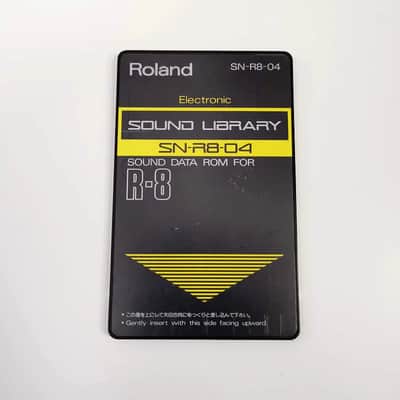 Roland SN-R8-04
Electronic
SOUND LIBRARY
SN-R8-04
SOUND DATA ROM FOR
R-8
• この面を上にして矢印方向にゆっくりと差し込んで下さい。
• Gently insert with this side facing upward.